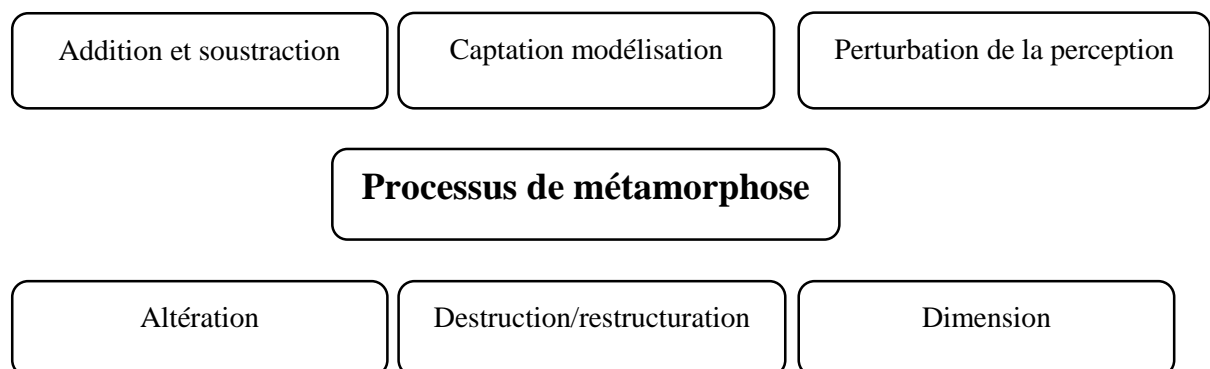 Addition et soustraction
Captation modélisation
Perturbation de la perception
Processus de métamorphose
Altération
Destruction/restructuration
Dimension